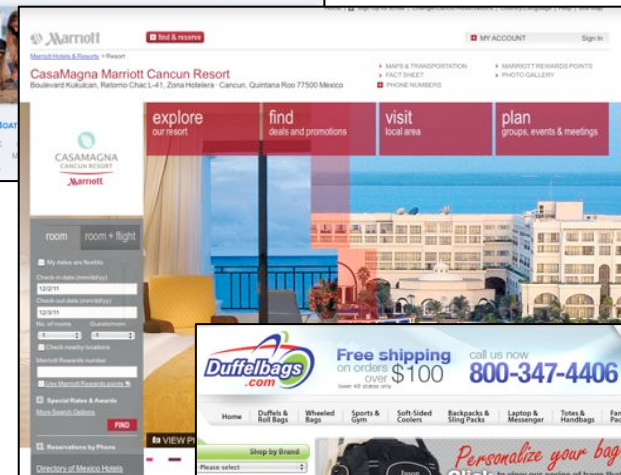 Marriott
find & reserve
MY ACCOUNT Sign In
Marriott Hotels & Resorts > Resort
CasaMagna Marriott Cancun Resort
Boulevard Kukulcan, Retorno Chac L-41, Zona Hotelera · Cancun, Quintana Roo 77500 Mexico
MAPS & TRANSPORTATION
FACT SHEET
PHONE NUMBERS
MARRIOTT REWARDS POINTS
PHOTO GALLERY
explore
our resort
find
deals and promotions
visit
local area
plan
groups, events & meetings
CASAMAGNA
CANCUN RESORT
Marriott
room room + flight
My dates are flexible
Check-in date (mm/dd/yy)
12/2/11
Check-out date (mm/dd/yy)
12/3/11
No. of rooms Guests/room
1 1
Check nearby locations
Marriott Rewards number
Use Marriott Rewards points
Special Rates & Awards
More Search Options
FIND
Reservations by Phone
Directory of Mexico Hotels
VIEW
Duffelbags
.com
Free shipping
on orders
over $100
lower 48 states only
call us now
800-347-4406
Home
Duffels &
Roll Bags
Wheeled
Bags
Sports &
Gym
Soft-Sided
Coolers
Backpacks &
Sling Packs
Laptop &
Messenger
Totes &
Handbags
Shop by Brand
Please select
Personalize your bag